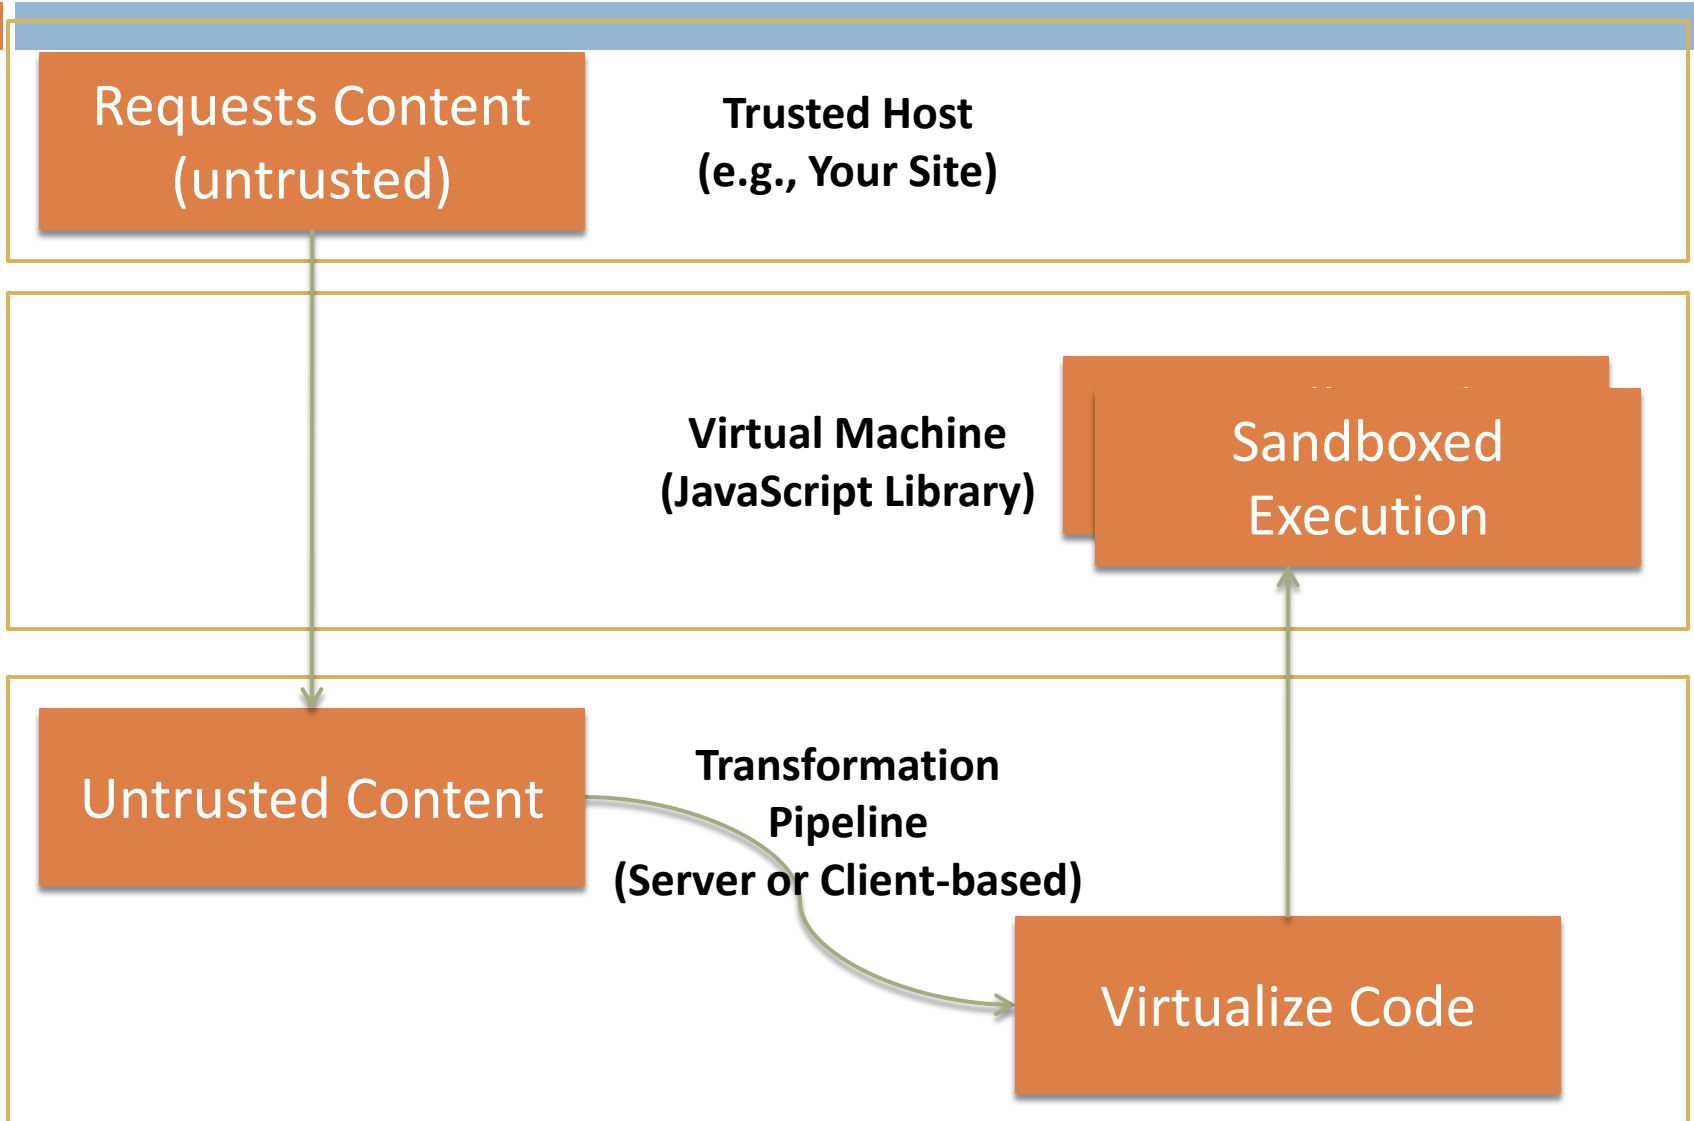 Requests Content
(untrusted)
Trusted Host
(e.g., Your Site)
Virtual Machine
(JavaScript Library)
Sandboxed
Execution
Untrusted Content
Transformation
Pipeline
(Server or Client-based)
Virtualize Code